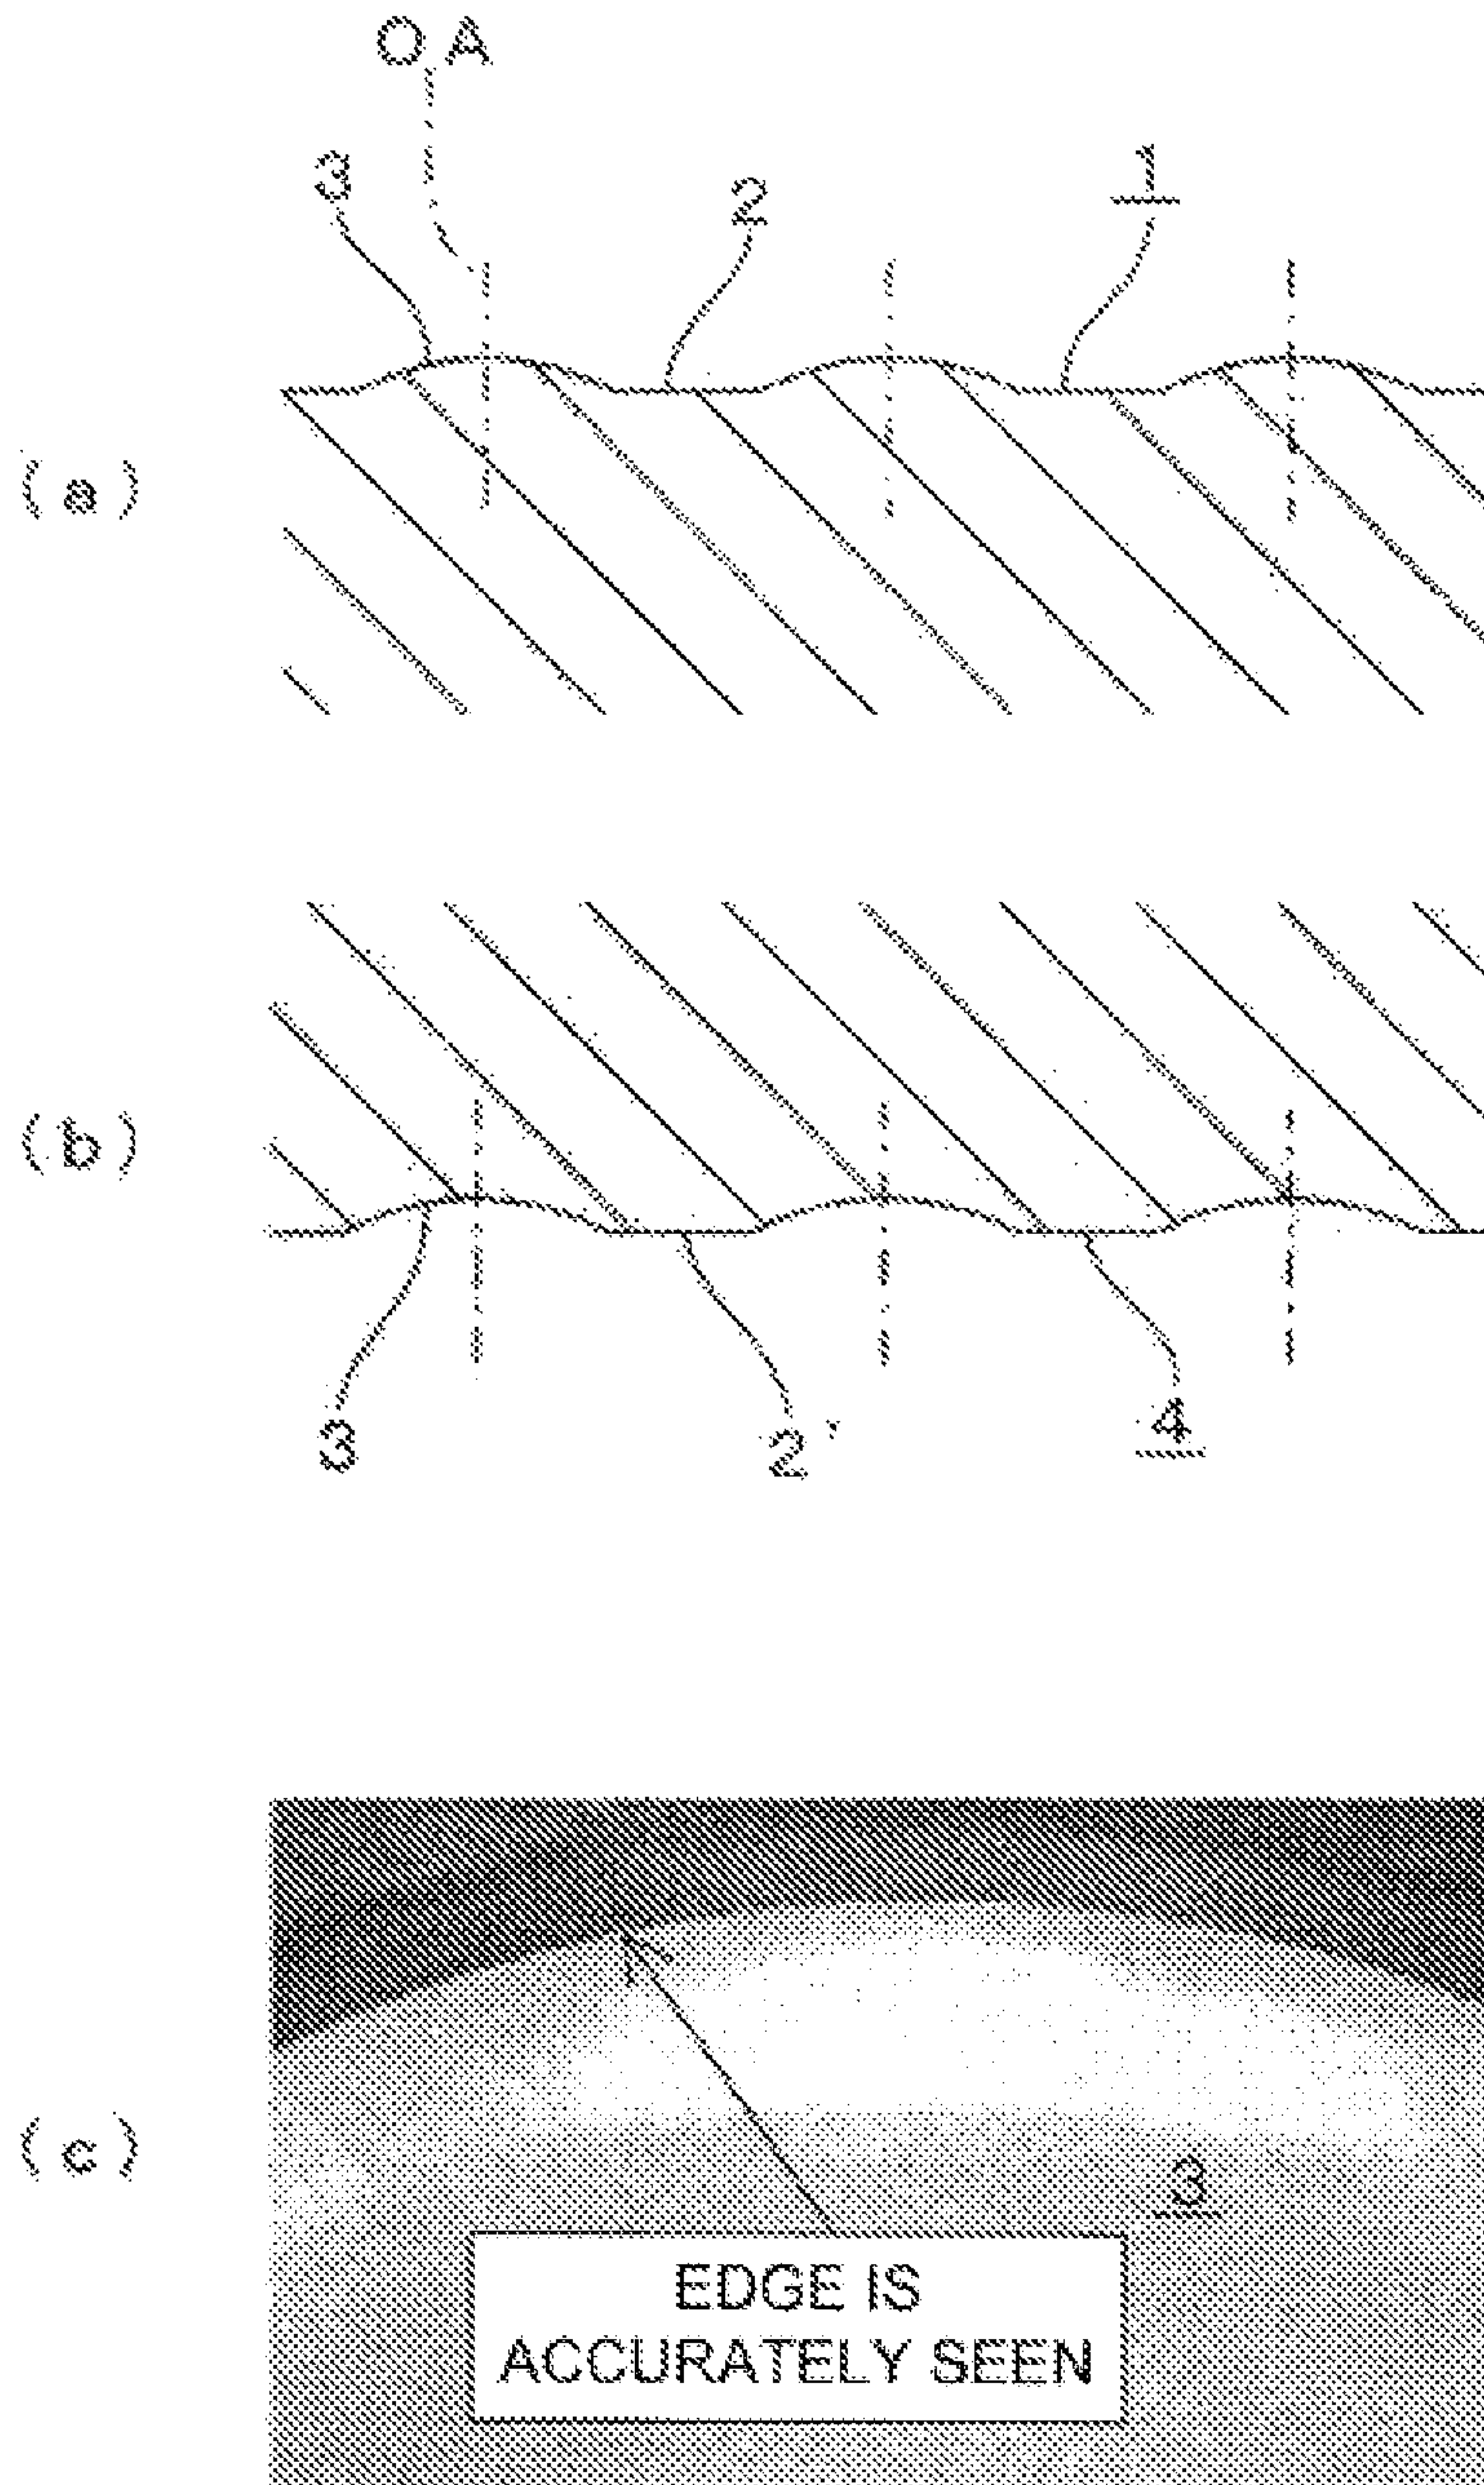 OA
3 2 1
(a)
(b)
3 2' 4
(c)
3
EDGE IS
ACCURATELY SEEN